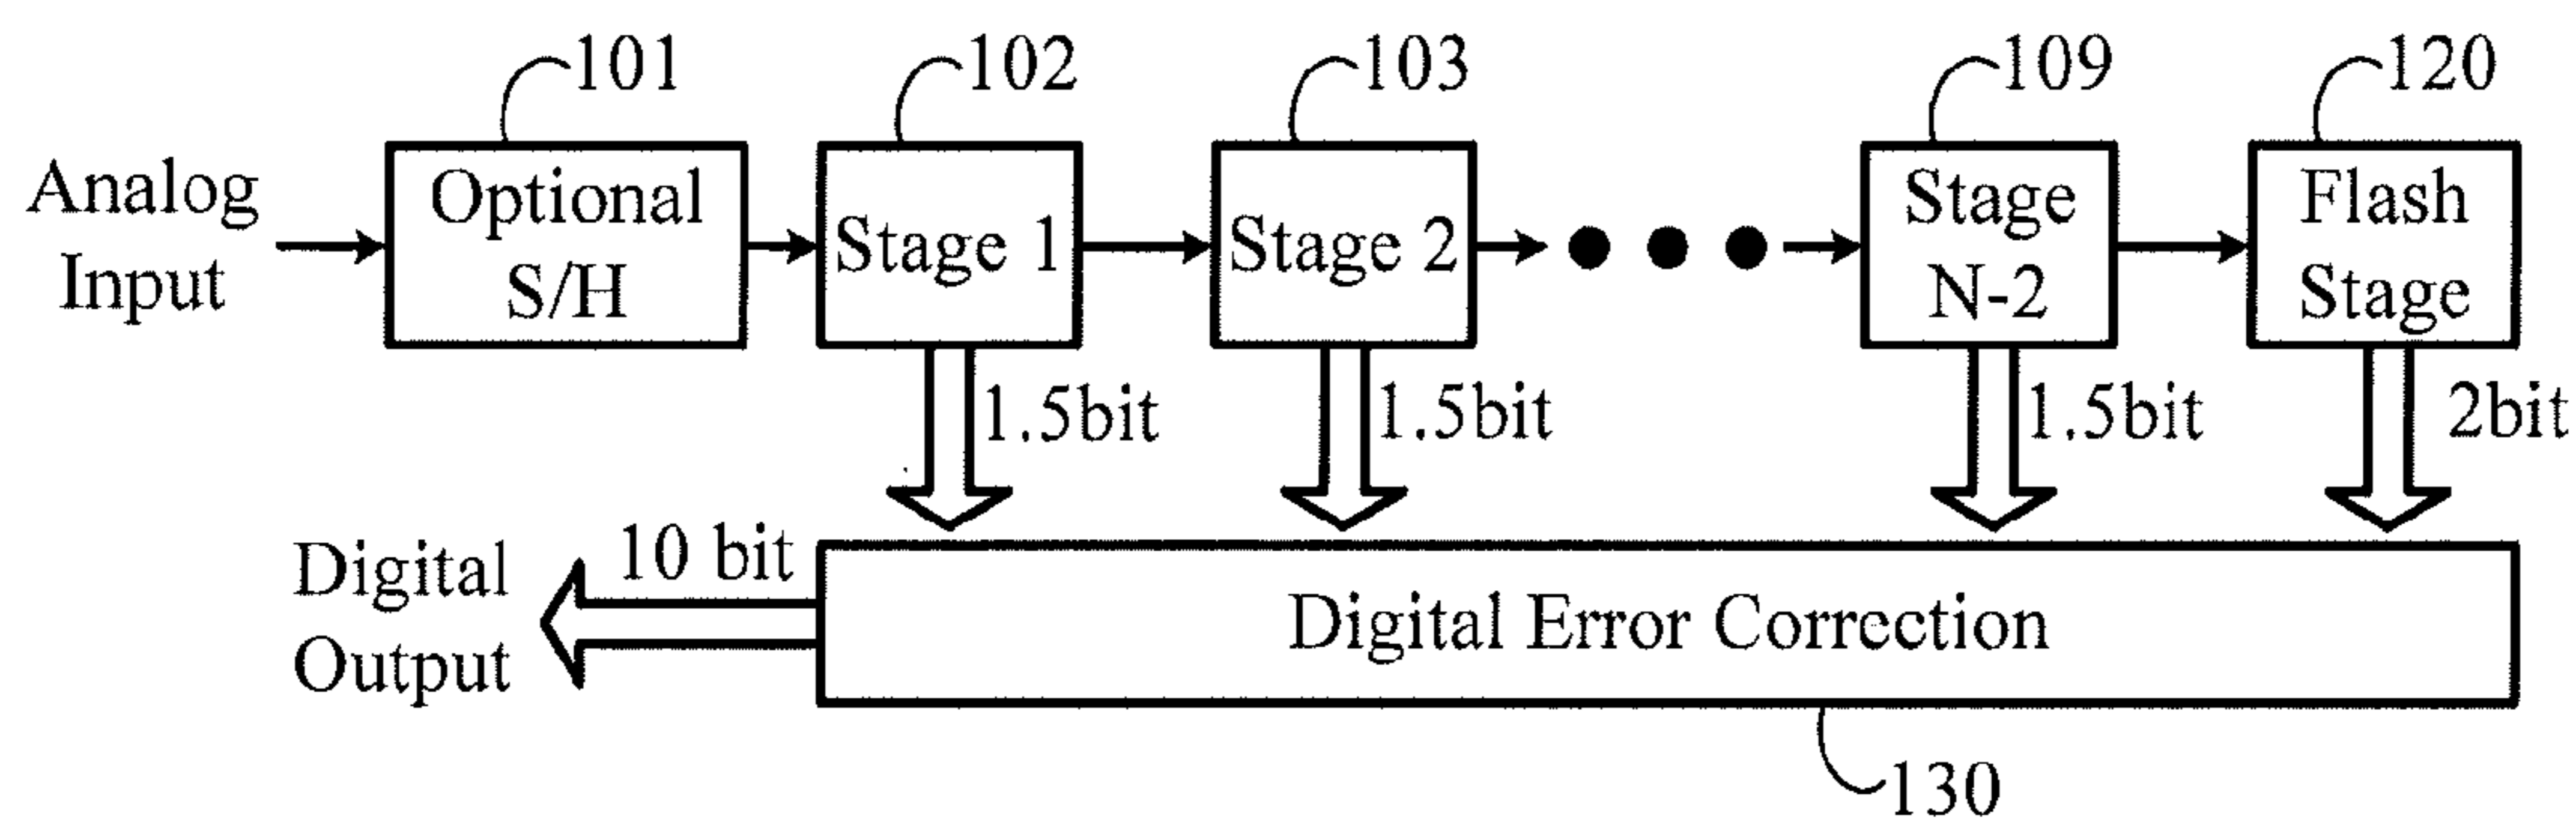 101
102
103
109
120
Analog
Input
Optional
S/H
Stage 1
Stage 2
Stage
N-2
Flash
Stage
1.5bit
1.5bit
1.5bit
2bit
10 bit
Digital
Output
Digital Error Correction
130